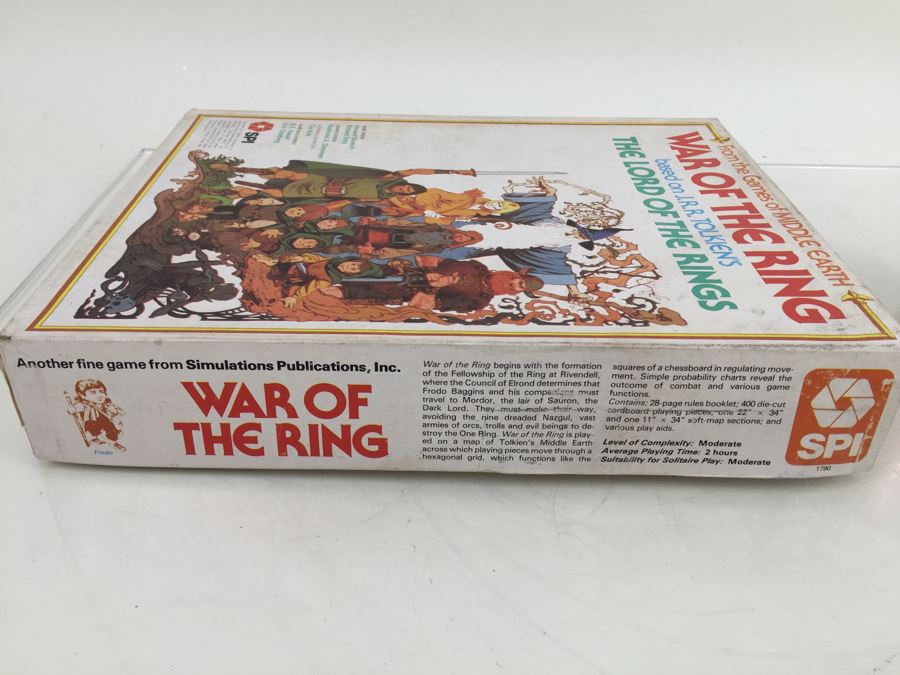 From the Games of MIDDLE EARTH
WAR OF THE RING
based on J.R.R. TOLKIEN'S
THE LORD OF THE RINGS
SPI
Another fine game from Simulations Publications, Inc.
WAR OF
THE RING
Frodo
War of the Ring begins with the formation
of the Fellowship of the Ring at Rivendell,
where the Council of Elrond determines that
Frodo Baggins and his companions must
travel to Mordor, the lair of Sauron, the
Dark Lord. They must make their way,
avoiding the nine dreaded Nazgul, vast
armies of orcs, trolls and evil beings to de-
stroy the One Ring. War of the Ring is play-
ed on a map of Tolkien's Middle Earth
across which playing pieces move through a
hexagonal grid, which functions like the
squares of a chessboard in regulating move-
ment. Simple probability charts reveal the
outcome of combat and various game
functions.
Contains: 28-page rules booklet; 400 die-cut
cardboard playing pieces; one 22" × 34"
and one 11" × 34" soft-map sections; and
various play aids.
Level of Complexity: Moderate
Average Playing Time: 2 hours
Suitability for Solitaire Play: Moderate
SPI
1790